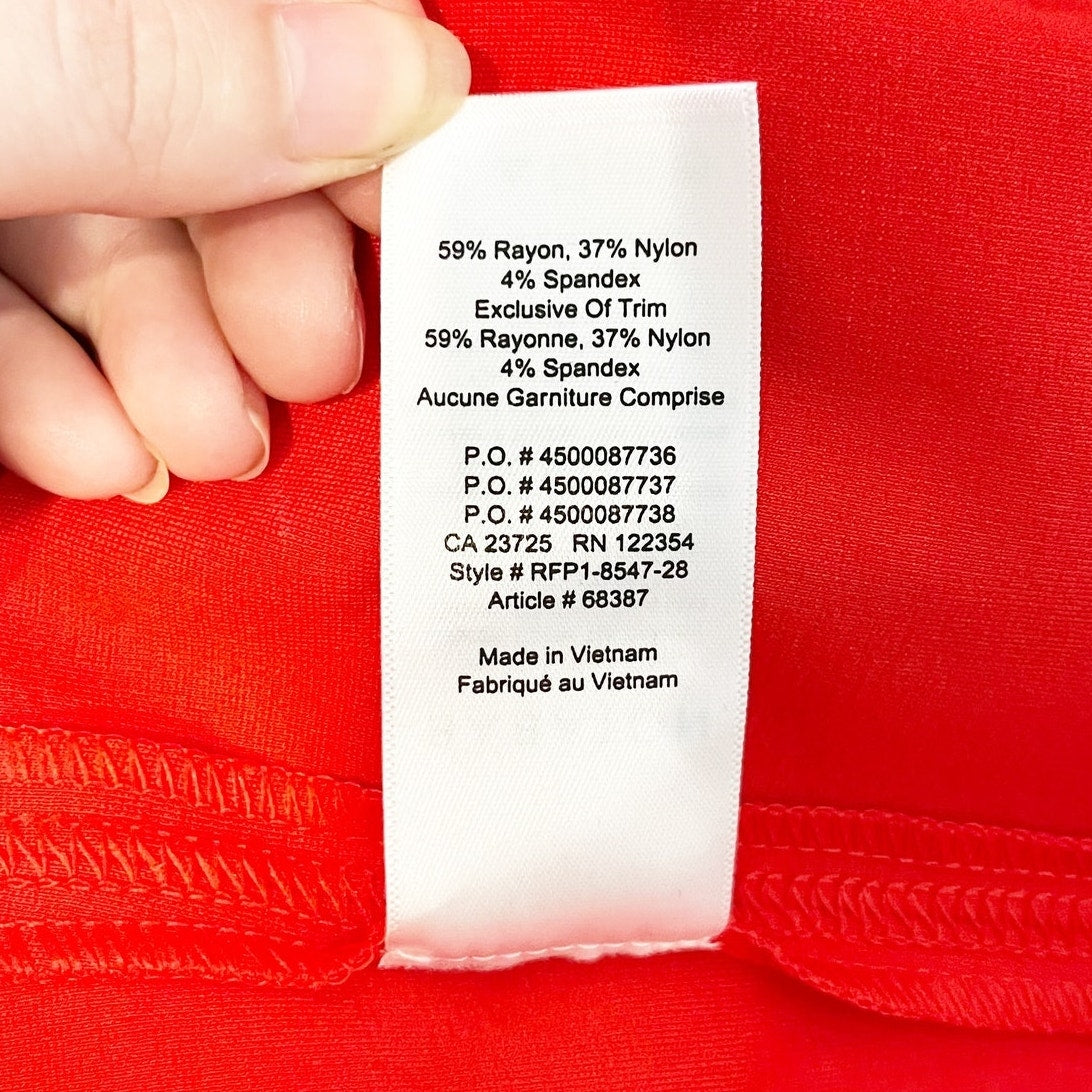 59% Rayon, 37% Nylon
4% Spandex
Exclusive Of Trim
59% Rayonne, 37% Nylon
4% Spandex
Aucune Garniture Comprise
P.O. # 4500087736
P.O. # 4500087737
P.O. # 4500087738
CA 23725 RN 122354
Style # RFP1-8547-28
Article # 68387
Made in Vietnam
Fabriqué au Vietnam